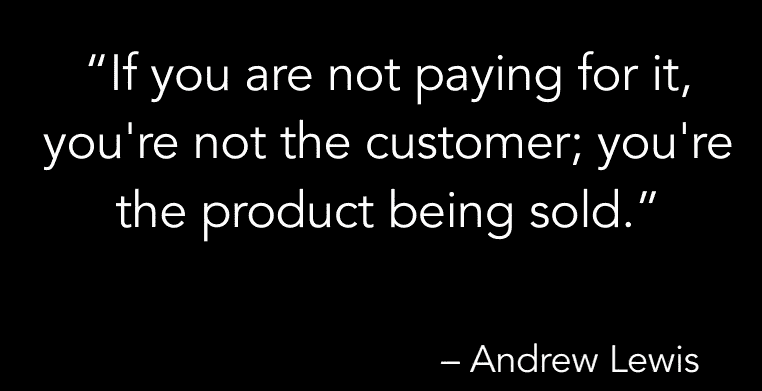 “If you are not paying for it,
you're not the customer; you're
the product being sold.”
– Andrew Lewis